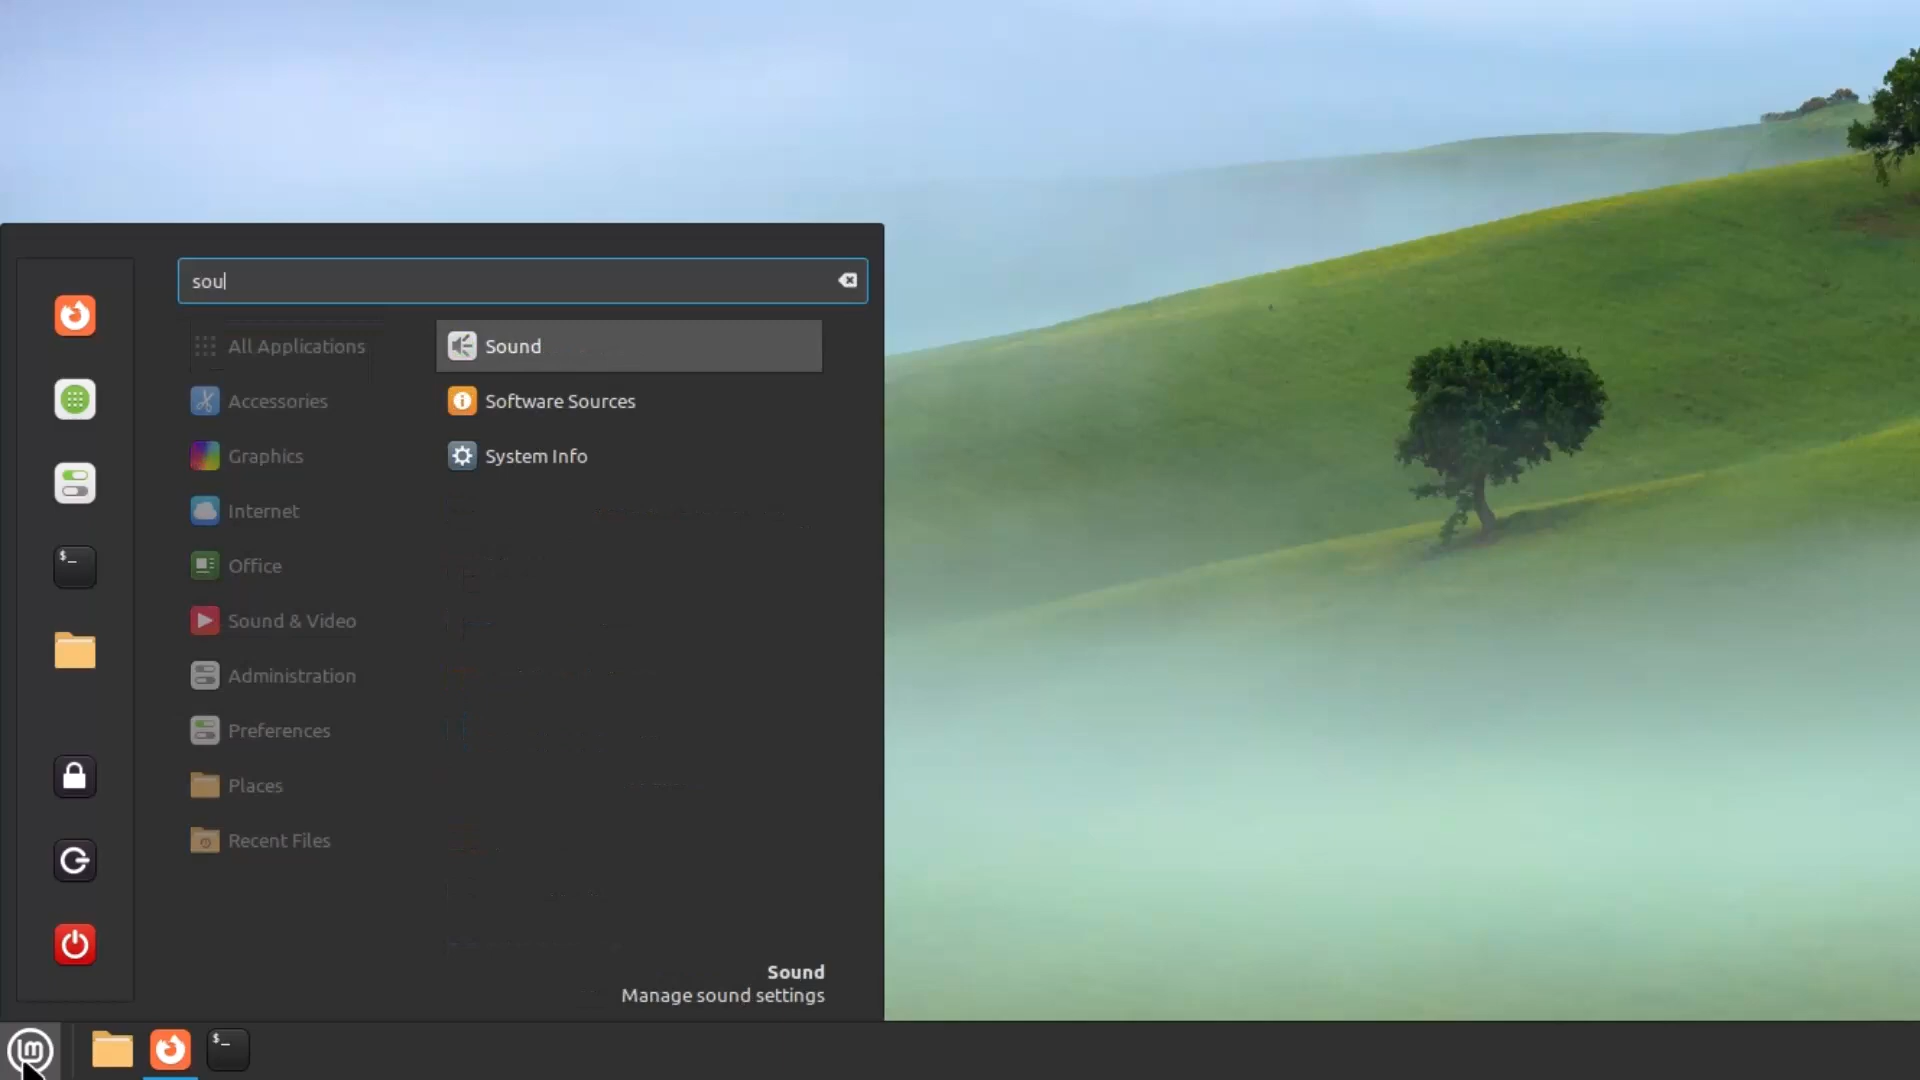 soul
All Applications
Accessories
Graphics
Internet
Office
Sound & Video
Administration
Preferences
Places
Recent Files
Sound
Software Sources
System Info
Sound
Manage sound settings
$_
$_